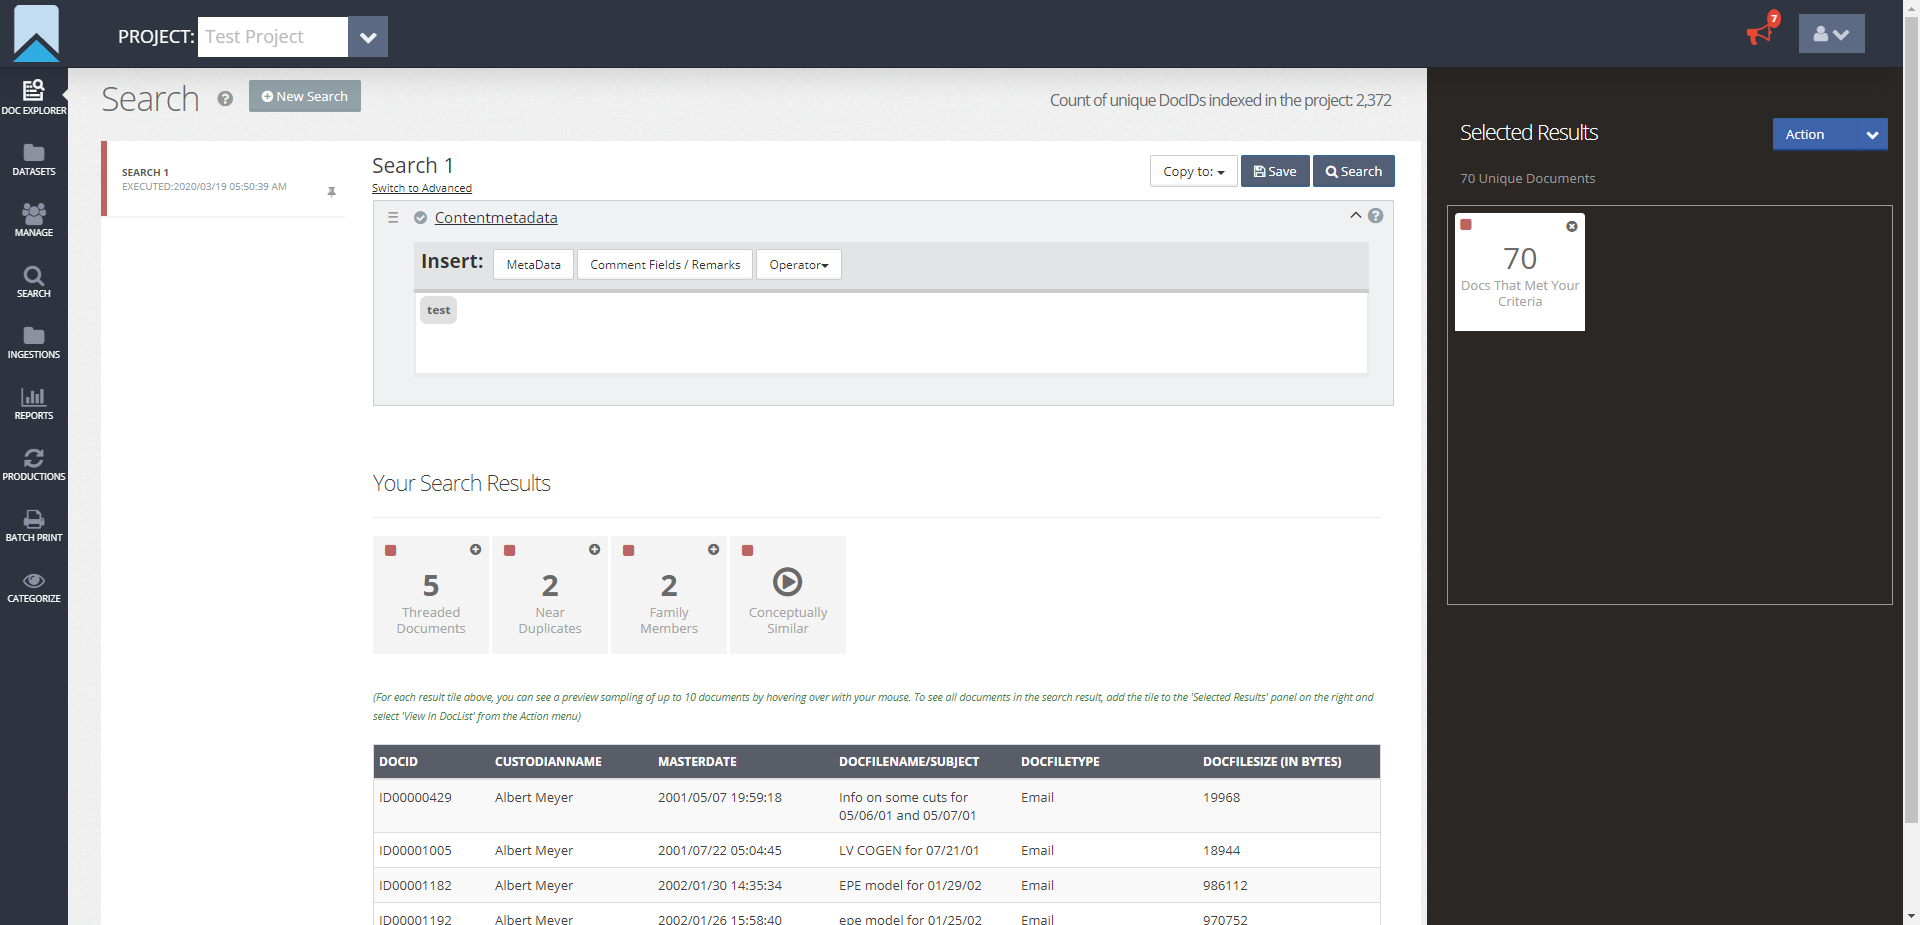 PROJECT: Test Project
7
DOC EXPLORER
DATASETS
MANAGE
SEARCH
INGESTIONS
REPORTS
PRODUCTIONS
BATCH PRINT
CATEGORIZE
Search ? New Search
Count of unique DocIDs indexed in the project: 2,372
SEARCH 1
EXECUTED:2020/03/19 05:50:39 AM
Search 1
Switch to Advanced
Copy to: Save Search
Contentmetadata ?
Insert: MetaData Comment Fields / Remarks Operator
test
Your Search Results
5
Threaded
Documents
2
Near
Duplicates
2
Family
Members
Conceptually
Similar
(For each result tile above, you can see a preview sampling of up to 10 documents by hovering over with your mouse. To see all documents in the search result, add the tile to the 'Selected Results' panel on the right and
select 'View In DocList' from the Action menu)
DOCID CUSTODIANNAME MASTERDATE DOCFILENAME/SUBJECT DOCFILETYPE DOCFILESIZE (IN BYTES)
ID00000429 Albert Meyer 2001/05/07 19:59:18 Info on some cuts for Email 19968
05/06/01 and 05/07/01
ID00001005 Albert Meyer 2001/07/22 05:04:45 LV COGEN for 07/21/01 Email 18944
ID00001182 Albert Meyer 2002/01/30 14:35:34 EPE model for 01/29/02 Email 986112
ID00001192 Albert Meyer 2002/01/26 15:58:40 epe model for 01/25/02 Email 970752
Selected Results Action
70 Unique Documents
70
Docs That Met Your
Criteria